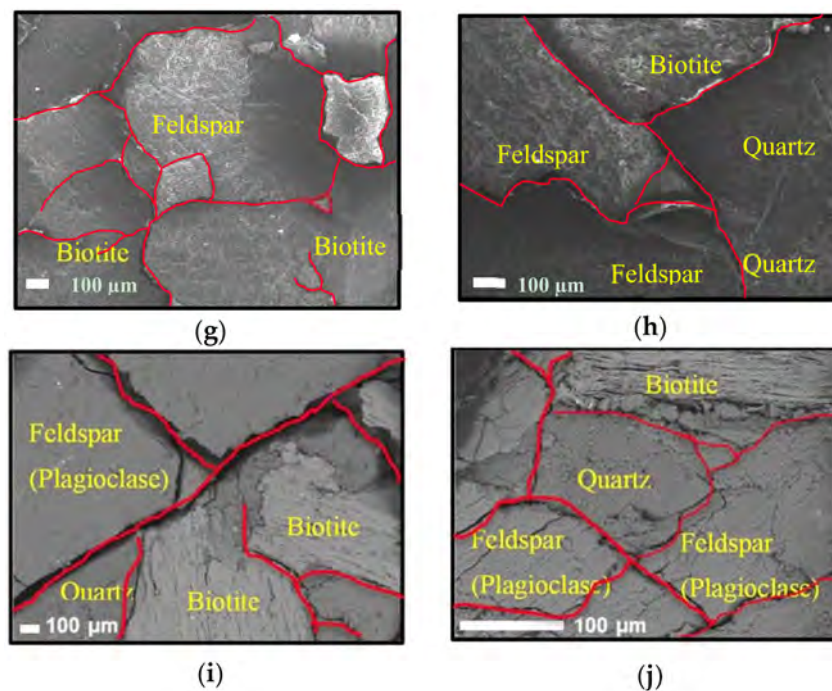 Feldspar
Biotite
Biotite
100 µm
(g)
Biotite
Quartz
Feldspar
Feldspar
Quartz
100 µm
(h)
Feldspar
(Plagioclase)
Biotite
Quartz
Biotite
100 µm
(i)
Biotite
Quartz
Feldspar
(Plagioclase)
Feldspar
(Plagioclase)
100 µm
(j)